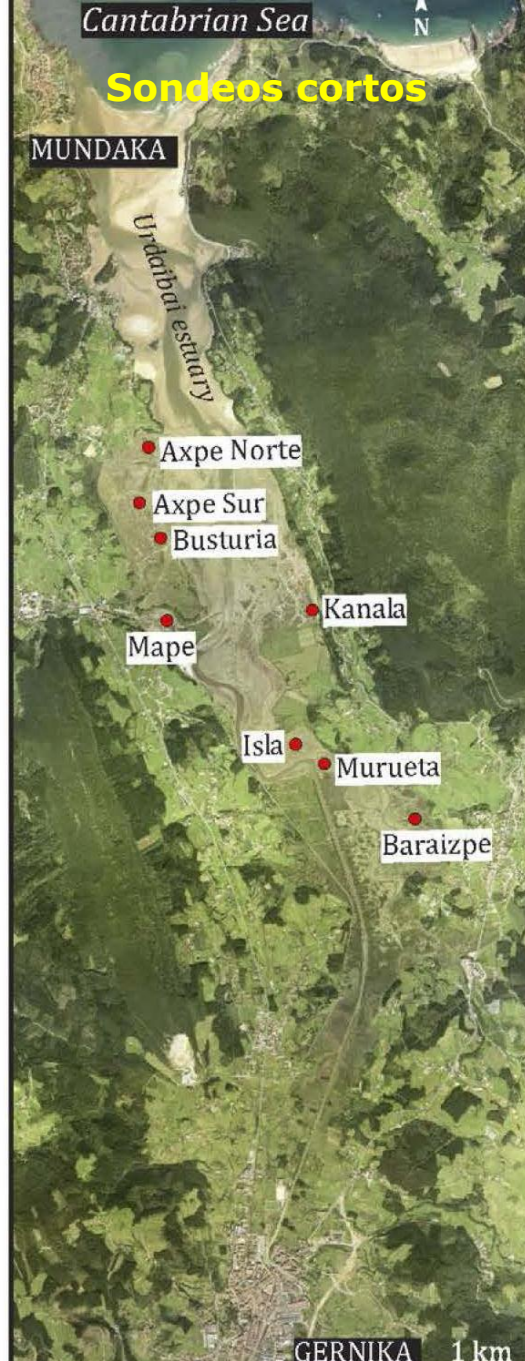 Cantabrian Sea
N
Sondeos cortos
MUNDAKA
Urdaibai estuary
Axpe Norte
Axpe Sur
Busturia
Kanala
Mape
Isla
Murueta
Baraizpe
GERNIKA
1 km